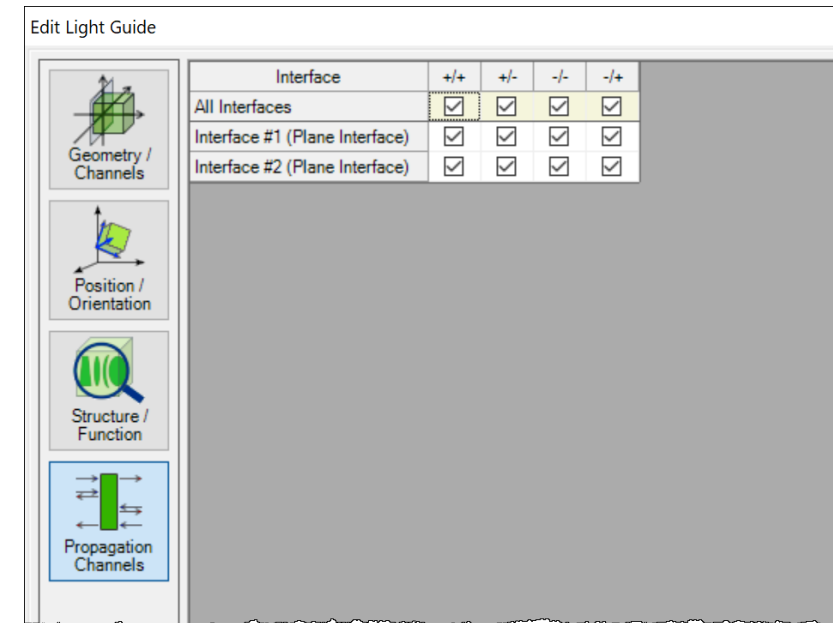 Edit Light Guide
Interface +/+ +/- -/- -/+
All Interfaces
Interface #1 (Plane Interface)
Interface #2 (Plane Interface)
Geometry /
Channels
Position /
Orientation
Structure /
Function
Propagation
Channels